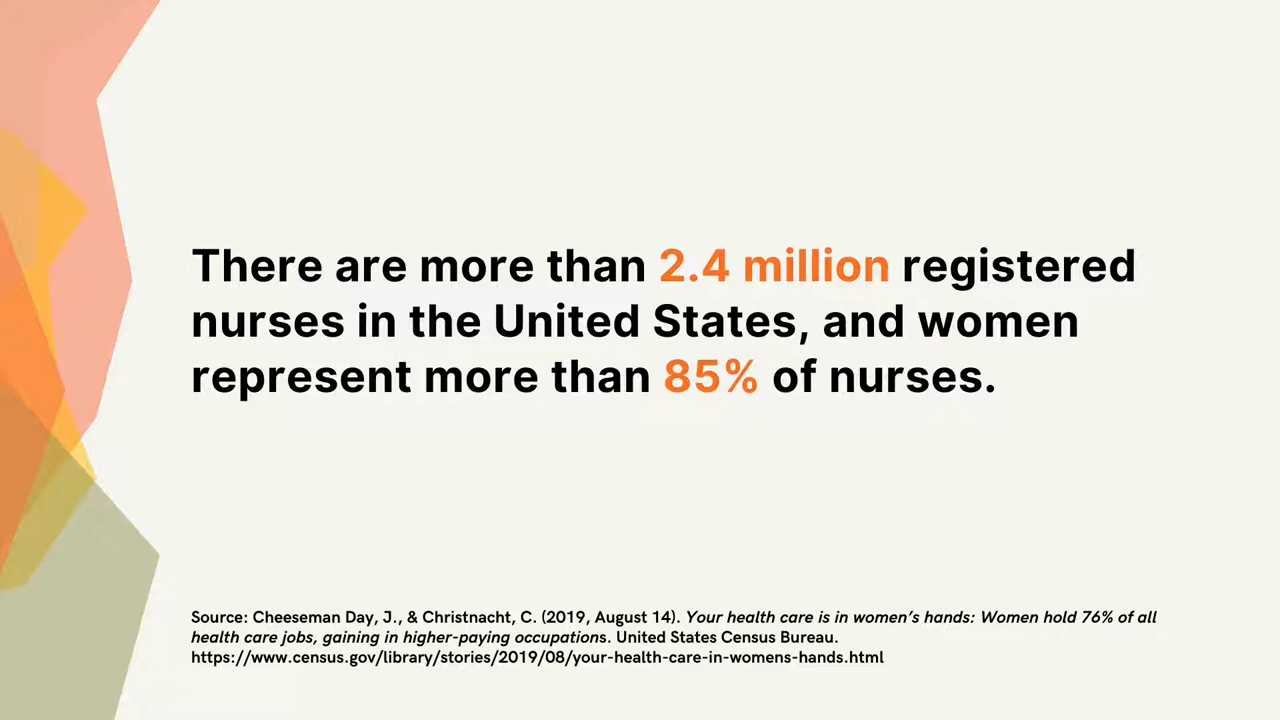 There are more than 2.4 million registered
nurses in the United States, and women
represent more than 85% of nurses.
Source: Cheeseman Day, J., & Christnacht, C. (2019, August 14). Your health care is in women’s hands: Women hold 76% of all
health care jobs, gaining in higher-paying occupations. United States Census Bureau.
https://www.census.gov/library/stories/2019/08/your-health-care-in-womens-hands.html